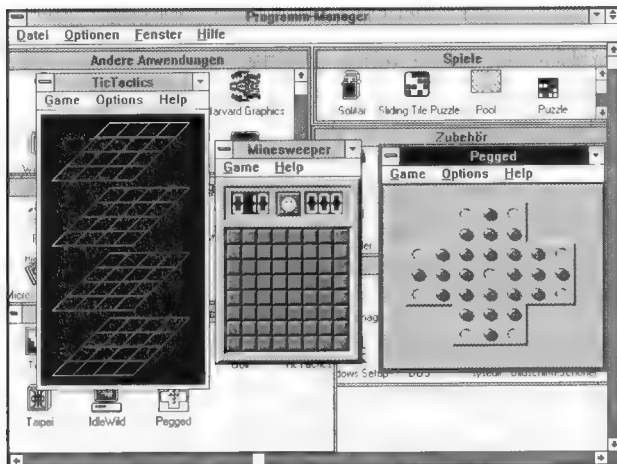 Programm-Manager
Datei Optionen Fenster Hilfe
Andere Anwendungen
Spiele
TicTactics
Game Options Help
Harvard Graphics
Solitär Sliding Tile Puzzle Pool Puzzle
Zubehör
Minesweeper
Game Help
Pegged
Game Options Help
Taipei IdleWild Pegged